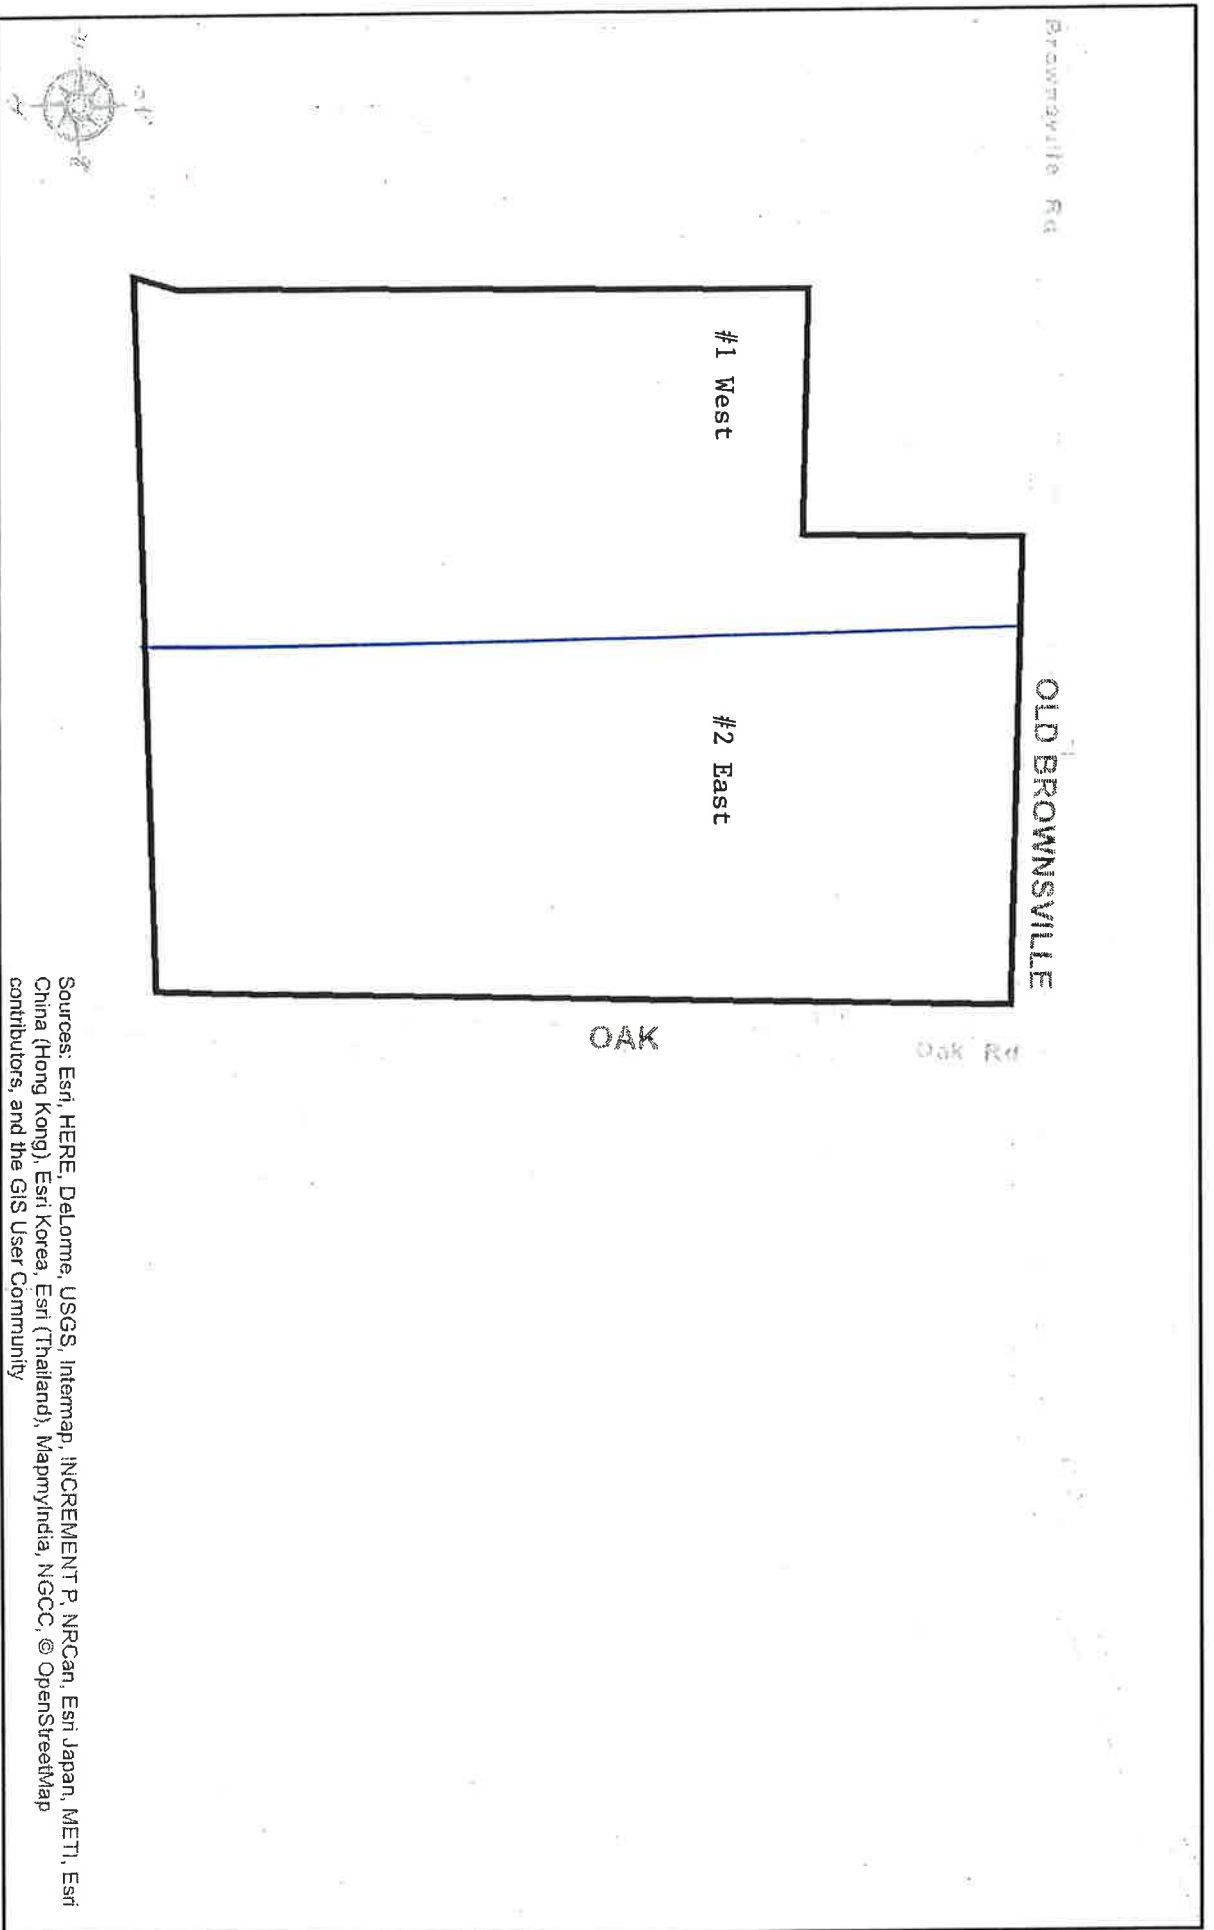 Brownsville Rd
OLD BROWNSVILLE
#1 West
#2 East
OAK
Oak Rd
Sources: Esri, HERE, DeLorme, USGS, Intermap, INCREMENT P, NRCan, Esri Japan, METI, Esri
China (Hong Kong), Esri Korea, Esri (Thailand), MapmyIndia, NGCC, © OpenStreetMap
contributors, and the GIS User Community